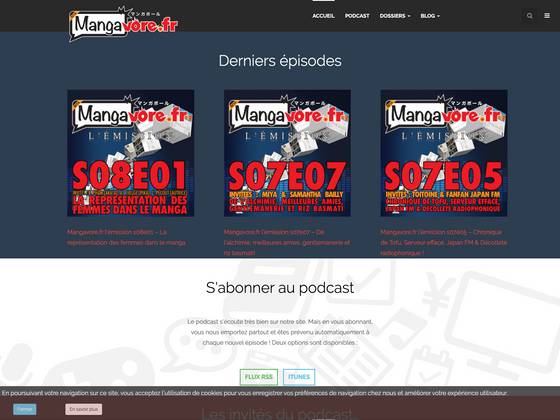 マンガボール
Mangavore.fr
ACCUEIL PODCAST DOSSIERS BLOG
Derniers épisodes
マンガボール
Mangavore.fr
L'ÉMISSION
S08E01
LA REPRÉSENTATION
DES FEMMES DANS LE MANGA
マンガボール
Mangavore.fr
L'ÉMISSION
S07E07
INVITÉES : MIYA & SAMANTHA BAILLY
DE L'ALCHIMIE, MEILLEURES AMIES,
GENTLEMANERIE ET RIZ BASMATI
マンガボール
Mangavore.fr
L'ÉMISSION
S07E05
INVITÉS : TOITOINE & FANFAN JAPAN FM
CHRONIQUE DE TOFU, SERVEUR EFFACÉ,
JAPAN FM & DÉCOLLETÉ RADIOPHONIQUE !
Mangavore.fr l'émission s08e01 – La
représentation des femmes dans le manga
Mangavore.fr l'émission s07e07 – De
l'alchimie, meilleures amies, gentlemanerie et
riz basmati
Mangavore.fr l'émission s07e05 – Chronique
de Tofu, Serveur effacé, Japan FM & Décolleté
radiophonique !
S'abonner au podcast
Le podcast s'écoute très bien sur notre site. Mais en vous abonnant,
vous nous emportez partout et êtes prévenu automatiquement à
chaque nouvel épisode ! Deux options sont disponibles :
FLUX RSS ITUNES
En poursuivant votre navigation sur ce site, vous acceptez l'utilisation de cookies pour vous enregistrer vos préférences de navigation chez nous et améliorer votre expérience utilisateur.
Fermer En savoir plus
Les invités du podcast…